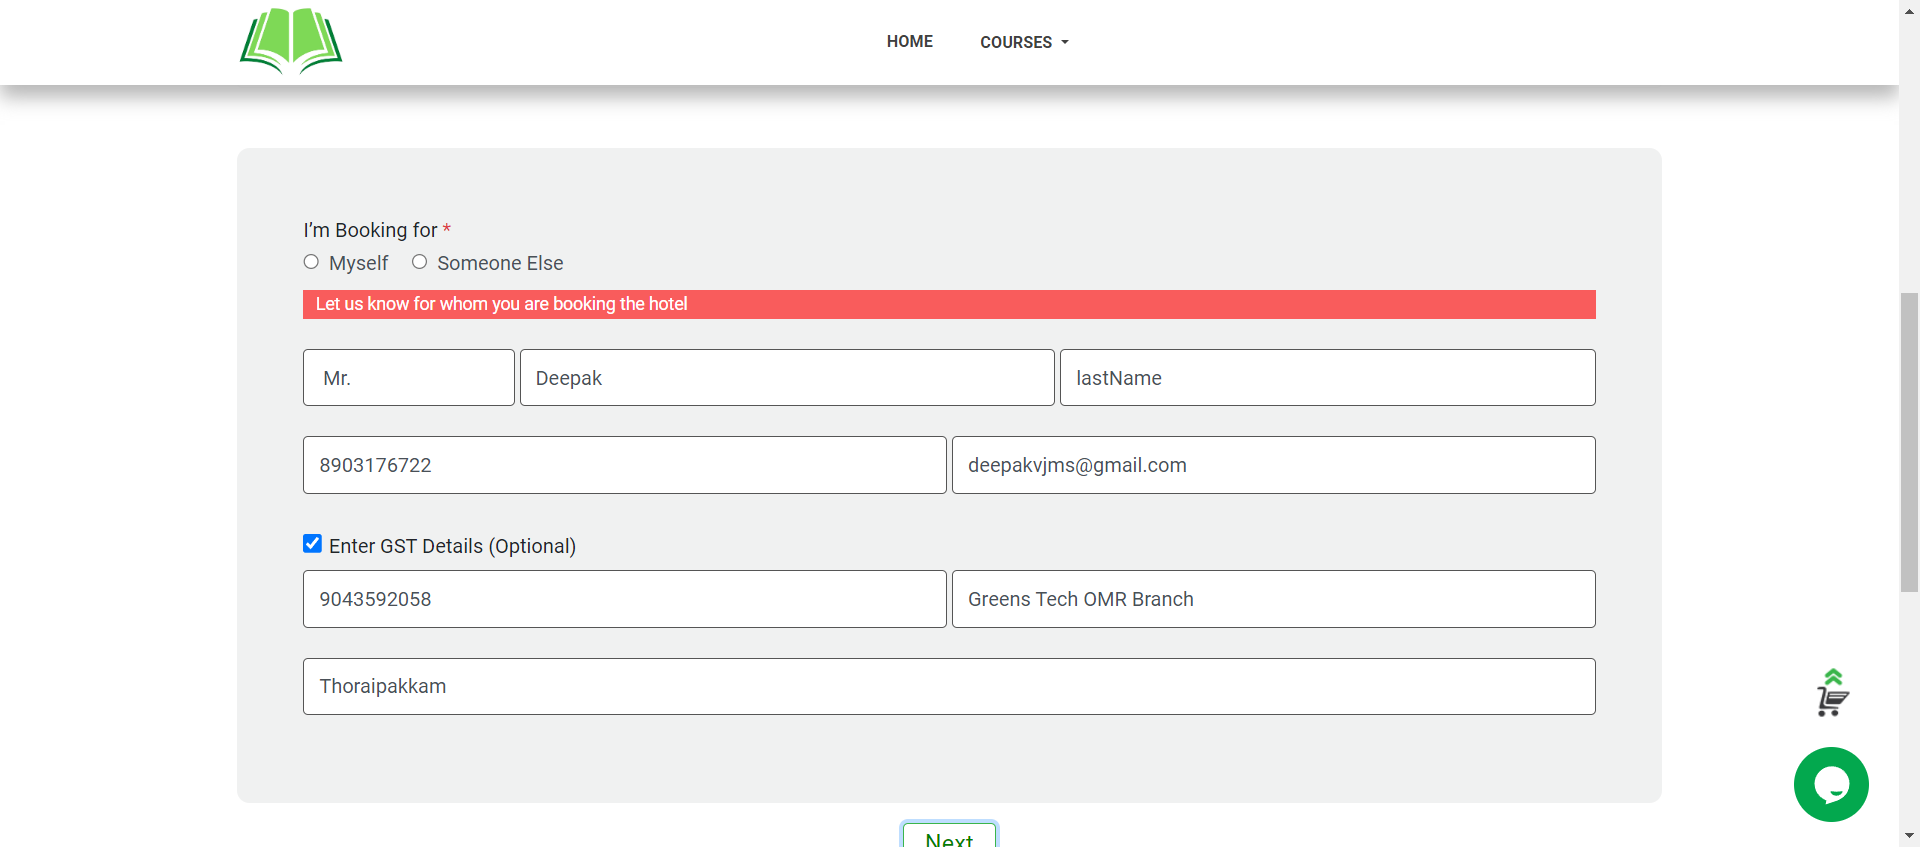 HOME COURSES
I'm Booking for *
Myself Someone Else
Let us know for whom you are booking the hotel
Mr. Deepak lastName
8903176722 deepakvjms@gmail.com
Enter GST Details (Optional)
9043592058 Greens Tech OMR Branch
Thoraipakkam
Next